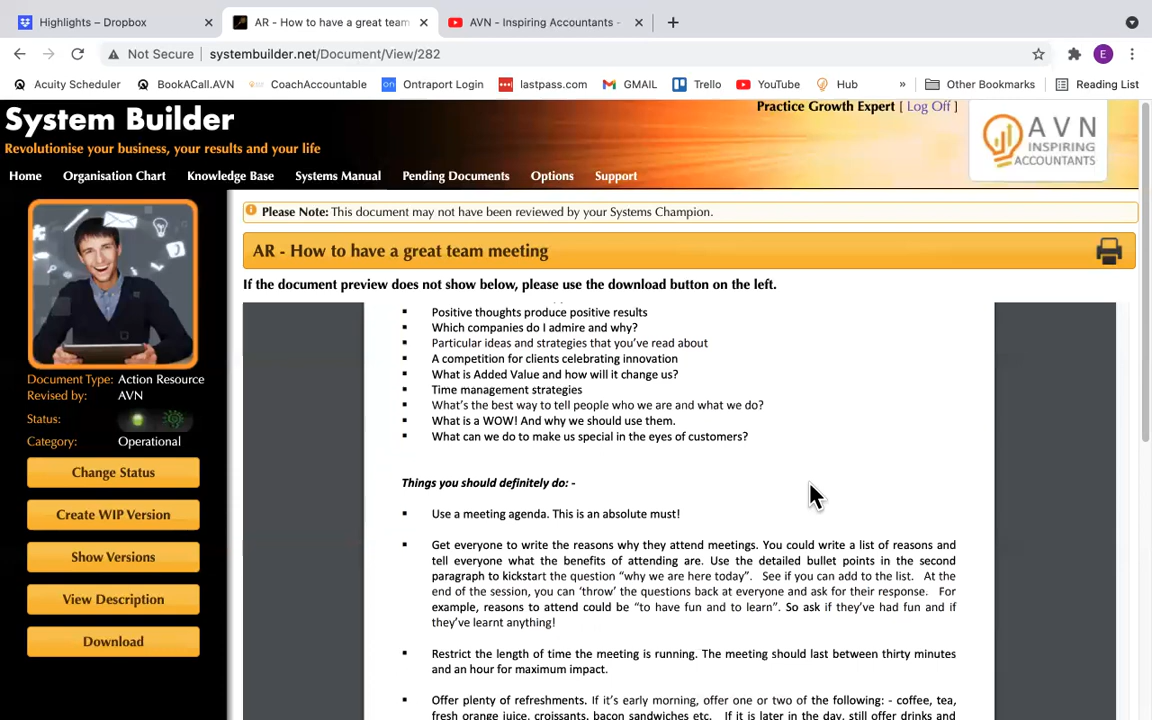 Highlights – Dropbox
AR - How to have a great team
AVN - Inspiring Accountants -
Not Secure
systembuilder.net/Document/View/282
E
Acuity Scheduler
BookACall.AVN
CoachAccountable
Ontraport Login
lastpass.com
GMAIL
Trello
YouTube
Hub
»
Other Bookmarks
Reading List
System Builder
Revolutionise your business, your results and your life
Practice Growth Expert [ Log Off ]
AVN
INSPIRING
ACCOUNTANTS
Home
Organisation Chart
Knowledge Base
Systems Manual
Pending Documents
Options
Support
Please Note: This document may not have been reviewed by your Systems Champion.
AR - How to have a great team meeting
If the document preview does not show below, please use the download button on the left.
Document Type: Action Resource
Revised by: AVN
Status:
Category: Operational
Change Status
Create WIP Version
Show Versions
View Description
Download
▪ Positive thoughts produce positive results
▪ Which companies do I admire and why?
▪ Particular ideas and strategies that you've read about
▪ A competition for clients celebrating innovation
▪ What is Added Value and how will it change us?
▪ Time management strategies
▪ What's the best way to tell people who we are and what we do?
▪ What is a WOW! And why we should use them.
▪ What can we do to make us special in the eyes of customers?
Things you should definitely do: -
▪ Use a meeting agenda. This is an absolute must!
▪ Get everyone to write the reasons why they attend meetings. You could write a list of reasons and
tell everyone what the benefits of attending are. Use the detailed bullet points in the second
paragraph to kickstart the question “why we are here today”. See if you can add to the list. At the
end of the session, you can ‘throw’ the questions back at everyone and ask for their response. For
example, reasons to attend could be “to have fun and to learn”. So ask if they’ve had fun and if
they’ve learnt anything!
▪ Restrict the length of time the meeting is running. The meeting should last between thirty minutes
and an hour for maximum impact.
▪ Offer plenty of refreshments. If it’s early morning, offer one or two of the following: - coffee, tea,
fresh orange juice, croissants, bacon sandwiches etc. If it is later in the day, still offer drinks and